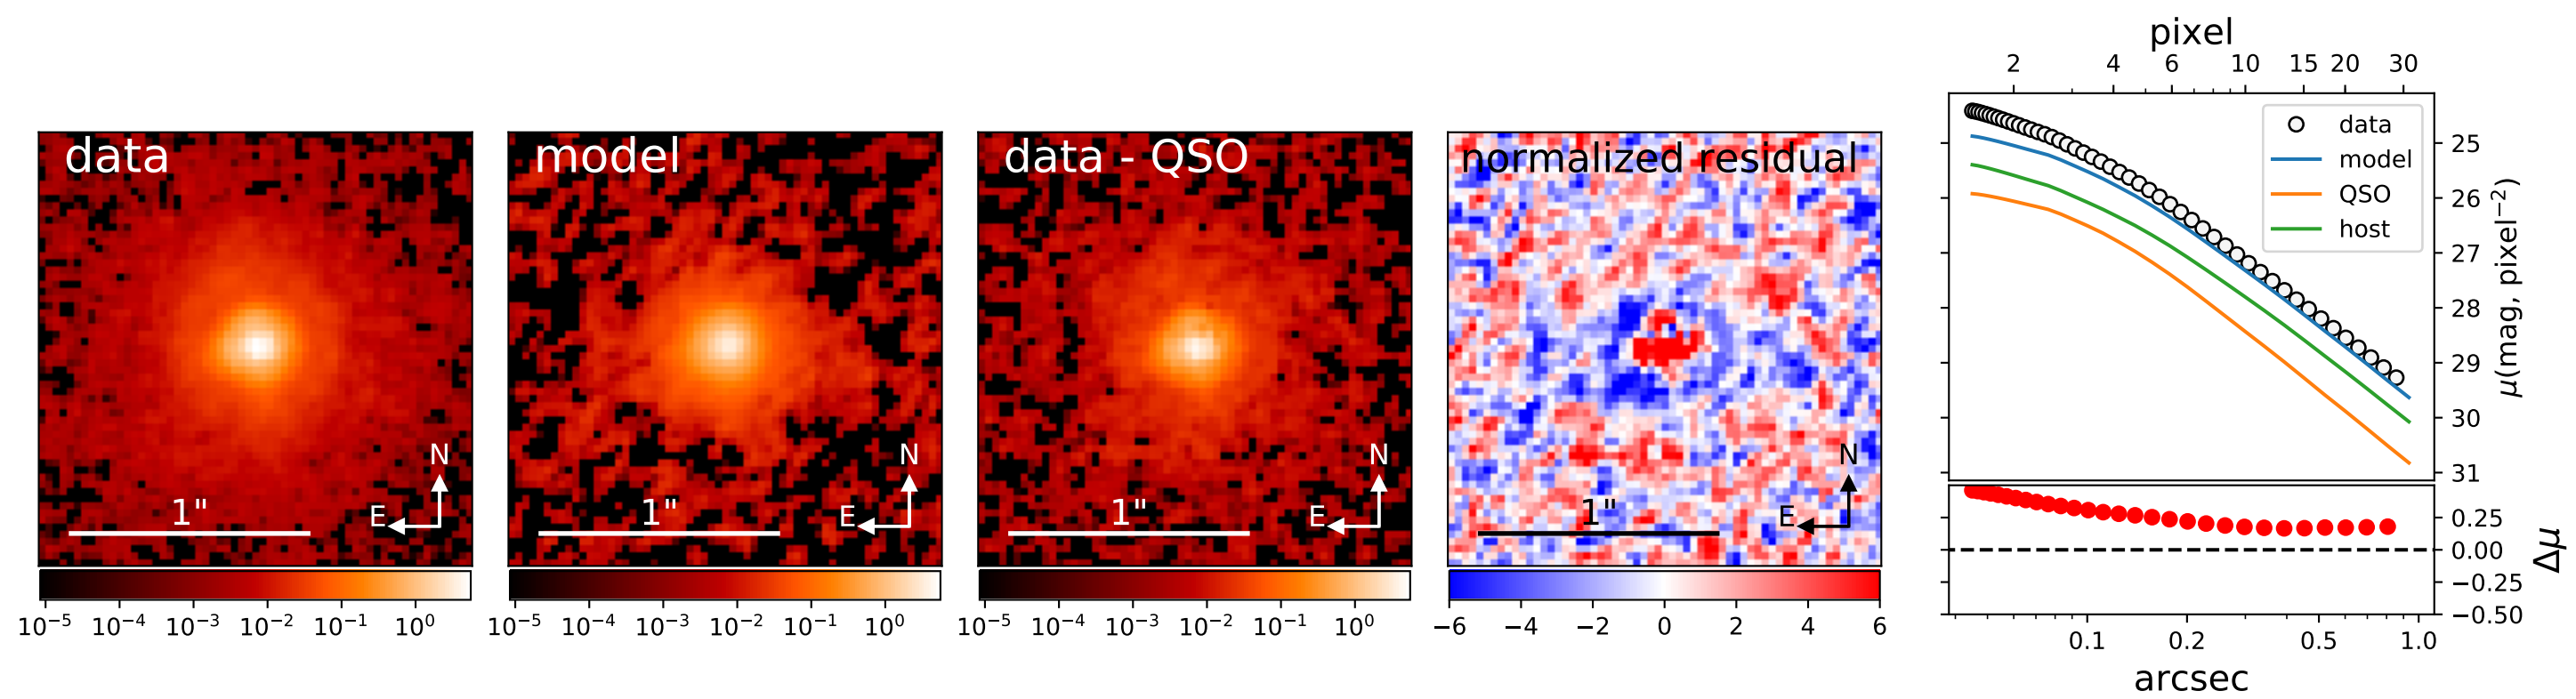 data
N
E
1"
10⁻⁵ 10⁻⁴ 10⁻³ 10⁻² 10⁻¹ 10⁰
model
N
E
1"
10⁻⁵ 10⁻⁴ 10⁻³ 10⁻² 10⁻¹ 10⁰
data - QSO
N
E
1"
10⁻⁵ 10⁻⁴ 10⁻³ 10⁻² 10⁻¹ 10⁰
normalized residual
N
E
1"
−6 −4 −2 0 2 4 6
pixel
2 4 6 10 15 20 30
data
model
QSO
host
25
26
27
28
29
30
31
μ(mag, pixel⁻²)
0.25
0.00
−0.25
−0.50
Δμ
0.1 0.2 0.5 1.0
arcsec